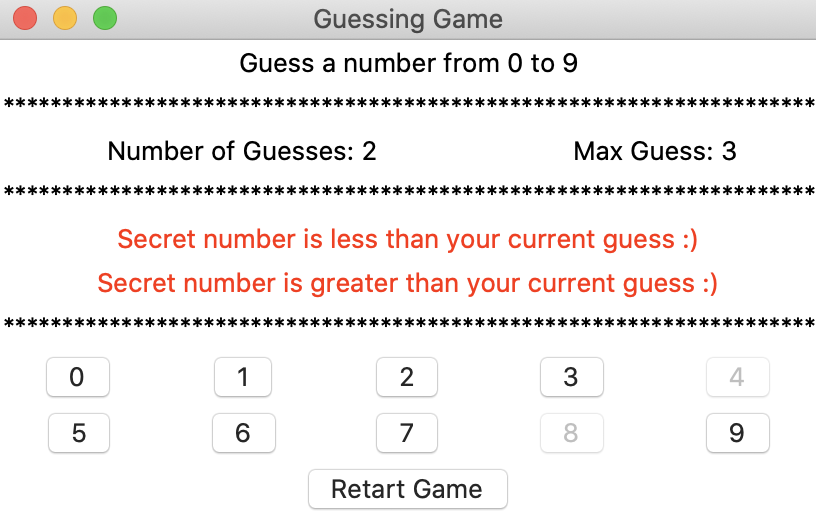 Guessing Game
Guess a number from 0 to 9
********************************************************************
Number of Guesses: 2 Max Guess: 3
********************************************************************
Secret number is less than your current guess :)
Secret number is greater than your current guess :)
********************************************************************
0 1 2 3 4
5 6 7 8 9
Retart Game